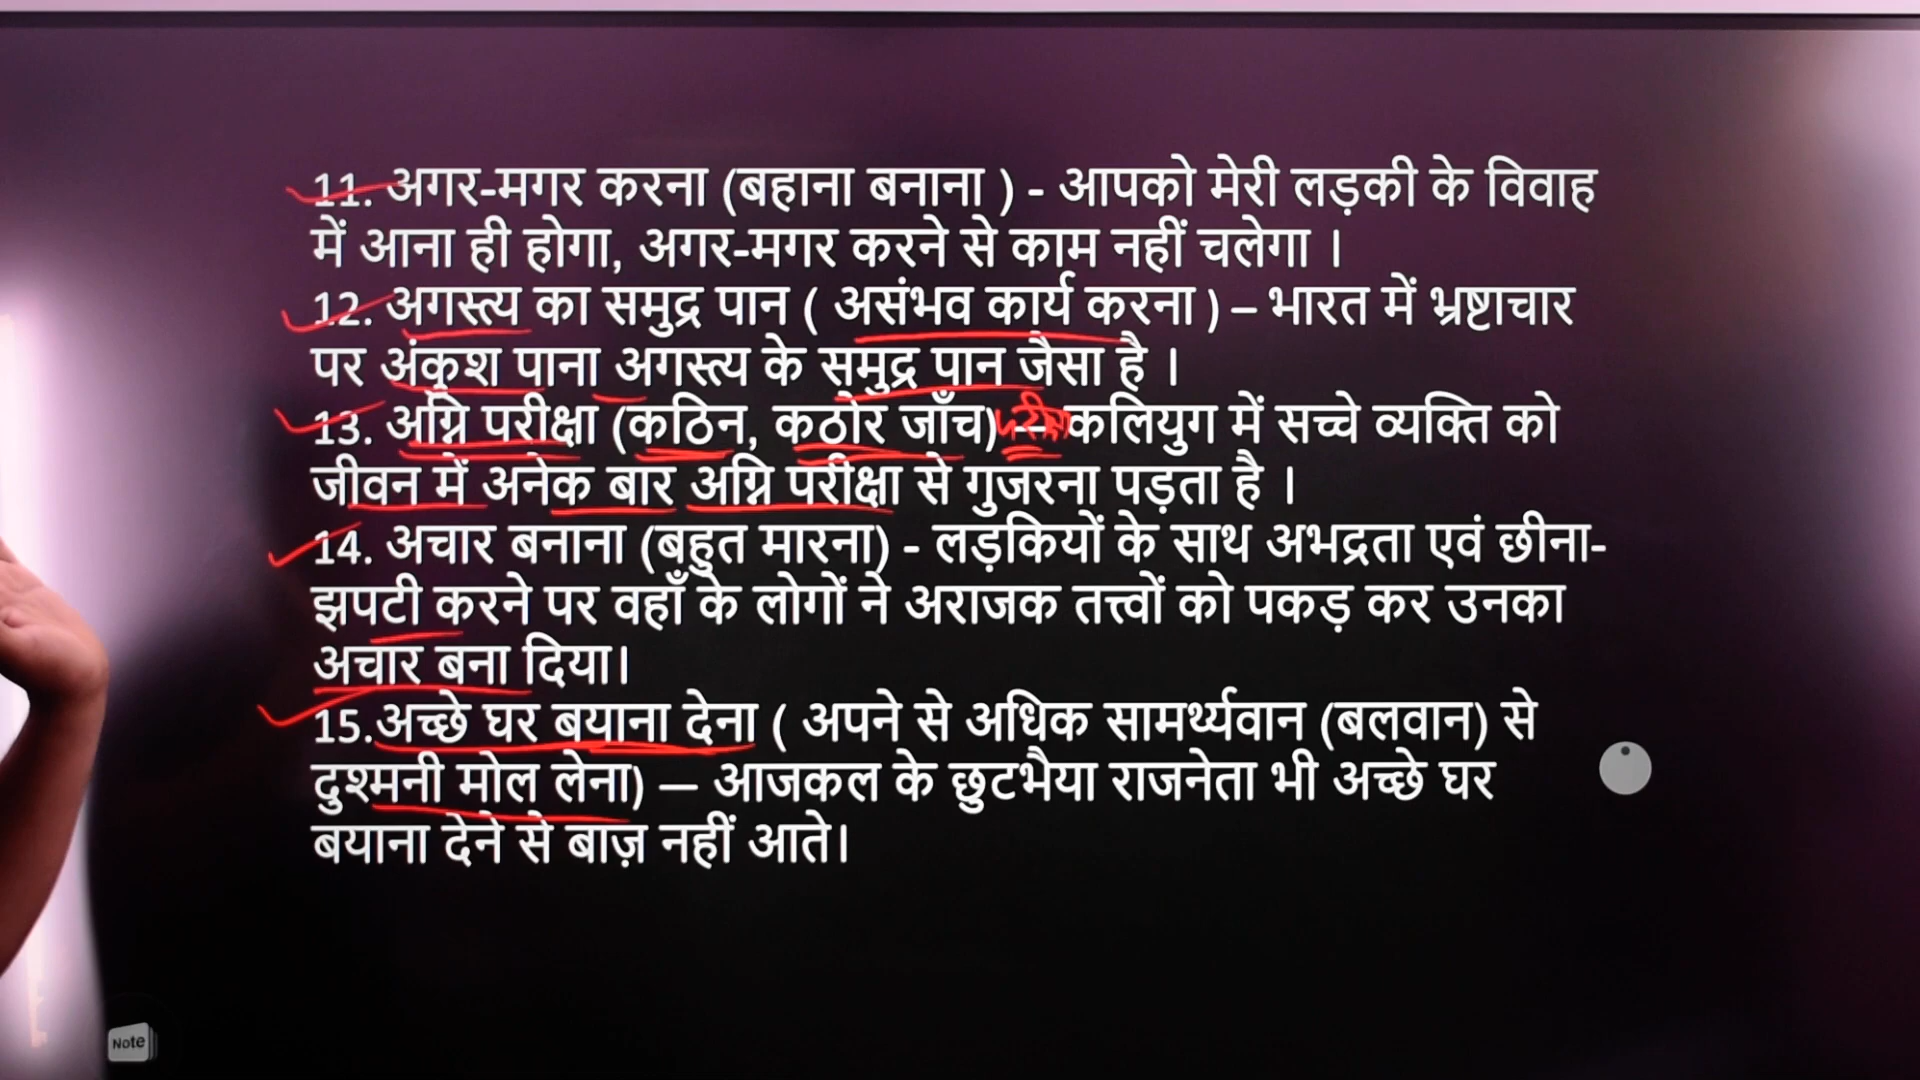 11. अगर-मगर करना (बहाना बनाना ) - आपको मेरी लड़की के विवाह
में आना ही होगा, अगर-मगर करने से काम नहीं चलेगा ।
12. अगस्त्य का समुद्र पान ( असंभव कार्य करना ) – भारत में भ्रष्टाचार
पर अंकुश पाना अगस्त्य के समुद्र पान जैसा है ।
13. अग्नि परीक्षा (कठिन, कठोर जाँच) – कलियुग में सच्चे व्यक्ति को
जीवन में अनेक बार अग्नि परीक्षा से गुजरना पड़ता है ।
14. अचार बनाना (बहुत मारना) - लड़कियों के साथ अभद्रता एवं छीना-
झपटी करने पर वहाँ के लोगों ने अराजक तत्त्वों को पकड़ कर उनका
अचार बना दिया।
15.अच्छे घर बयाना देना ( अपने से अधिक सामर्थ्यवान (बलवान) से
दुश्मनी मोल लेना) — आजकल के छुटभैया राजनेता भी अच्छे घर
बयाना देने से बाज़ नहीं आते।
Note